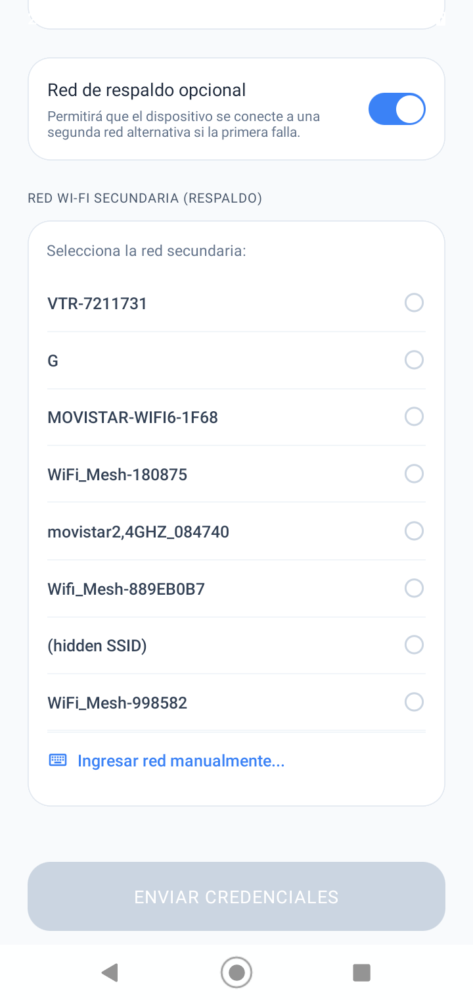 Red de respaldo opcional
Permitirá que el dispositivo se conecte a una
segunda red alternativa si la primera falla.
RED WI-FI SECUNDARIA (RESPALDO)
Selecciona la red secundaria:
VTR-7211731
G
MOVISTAR-WIFI6-1F68
WiFi_Mesh-180875
movistar2,4GHZ_084740
Wifi_Mesh-889EB0B7
(hidden SSID)
WiFi_Mesh-998582
Ingresar red manualmente...
ENVIAR CREDENCIALES